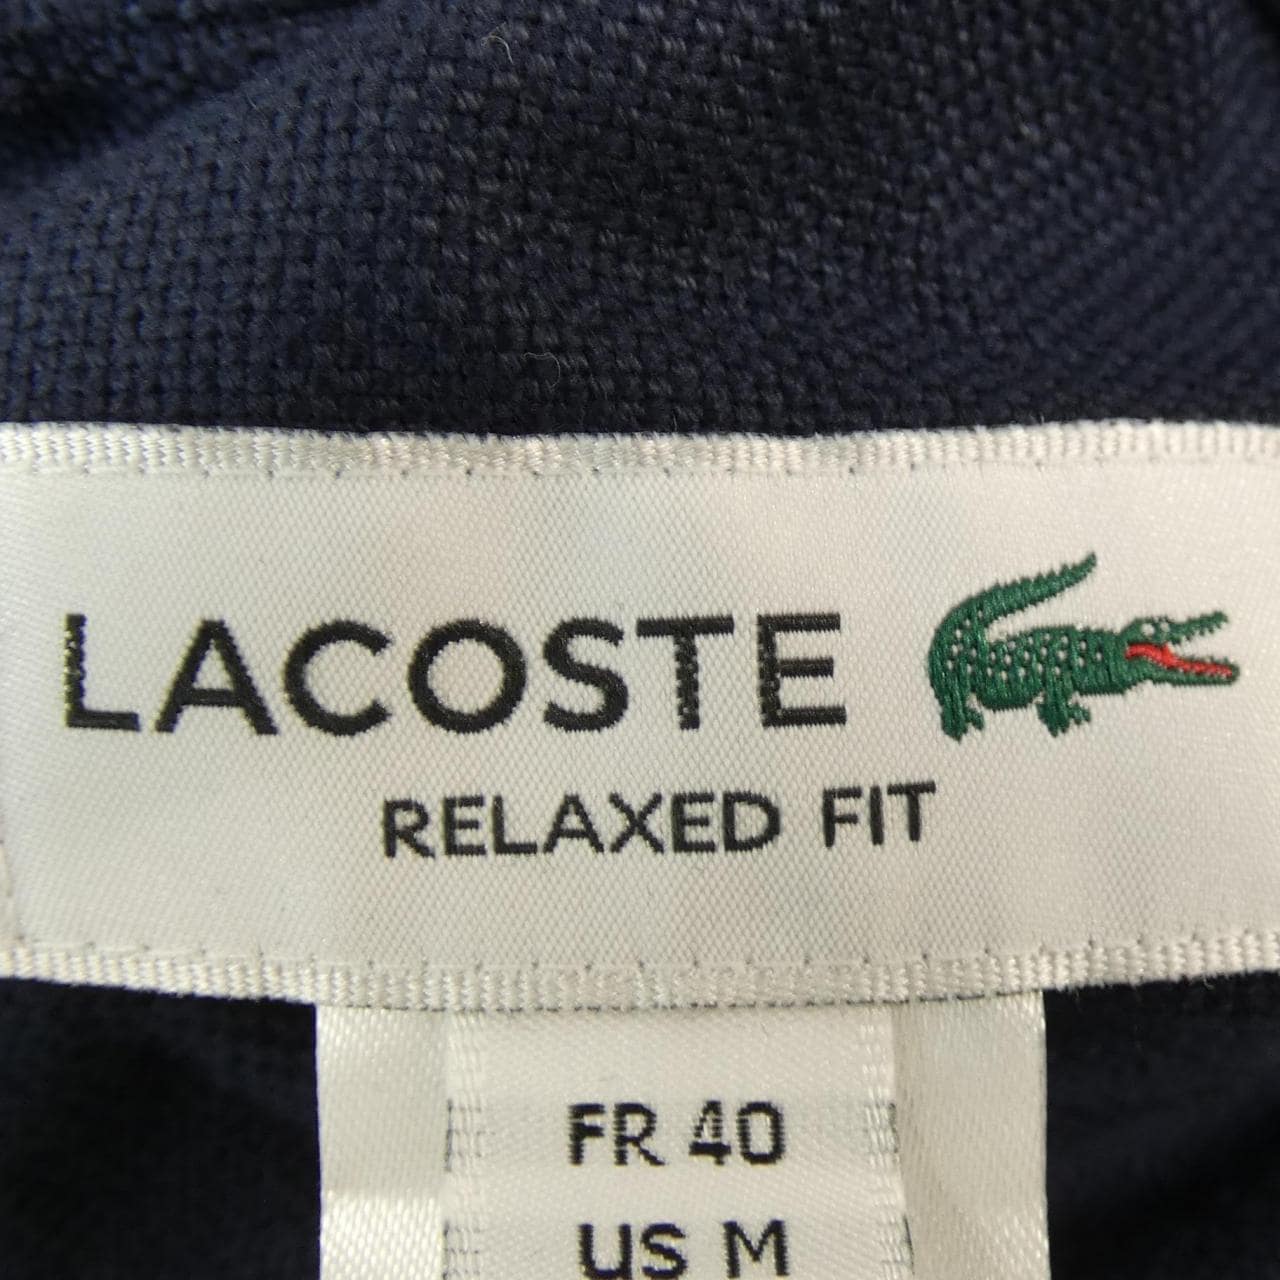 LACOSTE
RELAXED FIT
FR 40
US M